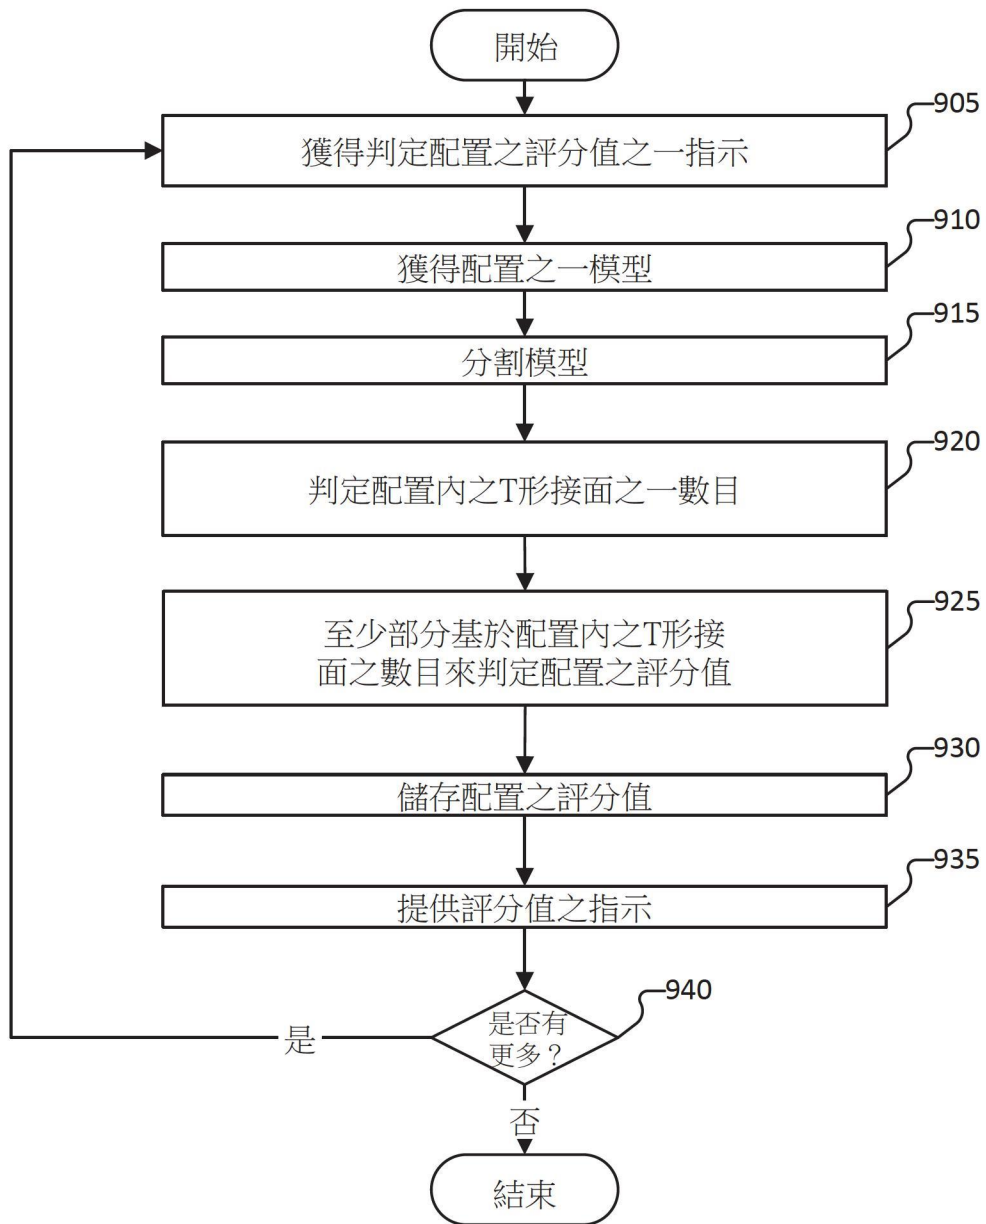 開始
905
獲得判定配置之評分值之一指示
910
獲得配置之一模型
915
分割模型
920
判定配置內之T形接面之一數目
925
至少部分基於配置內之T形接
面之數目來判定配置之評分值
930
儲存配置之評分值
935
提供評分值之指示
940
是否有
更多?
是
否
結束